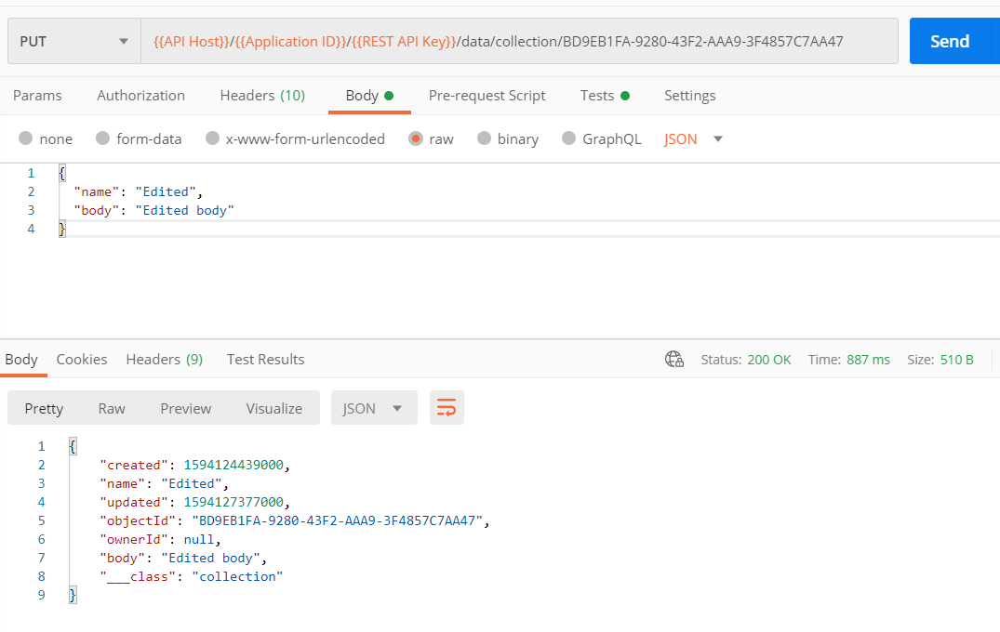 PUT {{API Host}}/{{Application ID}}/{{REST API Key}}/data/collection/BD9EB1FA-9280-43F2-AAA9-3F4857C7AA47 Send
Params Authorization Headers (10) Body Pre-request Script Tests Settings
none form-data x-www-form-urlencoded raw binary GraphQL JSON
1 {
2 "name": "Edited",
3 "body": "Edited body"
4 }
Body Cookies Headers (9) Test Results Status: 200 OK Time: 887 ms Size: 510 B
Pretty Raw Preview Visualize JSON
1 {
2 "created": 1594124439000,
3 "name": "Edited",
4 "updated": 1594127377000,
5 "objectId": "BD9EB1FA-9280-43F2-AAA9-3F4857C7AA47",
6 "ownerId": null,
7 "body": "Edited body",
8 "___class": "collection"
9 }